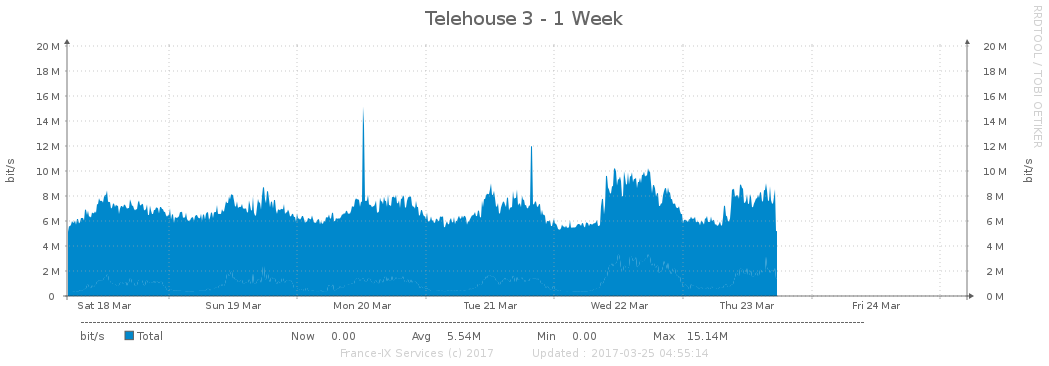 Telehouse 3 - 1 Week
RRDTOOL / TOBI OETIKER
bit/s
20 M 20 M
18 M 18 M
16 M 16 M
14 M 14 M
12 M 12 M
10 M 10 M
8 M 8 M
6 M 6 M
4 M 4 M
2 M 2 M
0 0 M
bit/s
Sat 18 Mar Sun 19 Mar Mon 20 Mar Tue 21 Mar Wed 22 Mar Thu 23 Mar Fri 24 Mar
bit/s Total Now 0.00 Avg 5.54M Min 0.00 Max 15.14M
France-IX Services (c) 2017 Updated : 2017-03-25 04:55:14